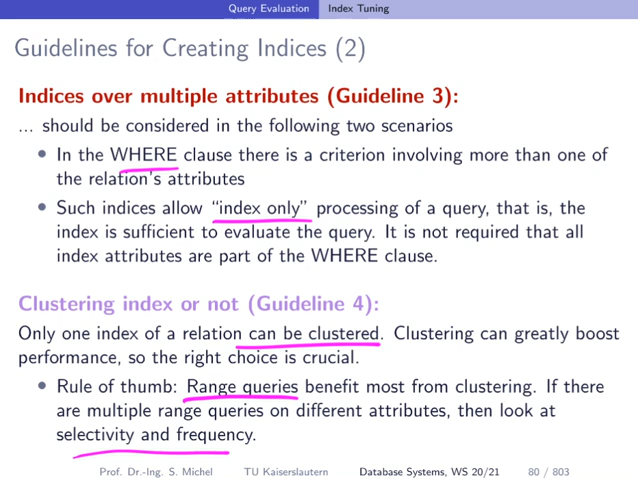 Query Evaluation Index Tuning
Guidelines for Creating Indices (2)
Indices over multiple attributes (Guideline 3):
... should be considered in the following two scenarios
• In the WHERE clause there is a criterion involving more than one of
the relation's attributes
• Such indices allow “index only” processing of a query, that is, the
index is sufficient to evaluate the query. It is not required that all
index attributes are part of the WHERE clause.
Clustering index or not (Guideline 4):
Only one index of a relation can be clustered. Clustering can greatly boost
performance, so the right choice is crucial.
• Rule of thumb: Range queries benefit most from clustering. If there
are multiple range queries on different attributes, then look at
selectivity and frequency.
Prof. Dr.-Ing. S. Michel TU Kaiserslautern Database Systems, WS 20/21 80 / 803